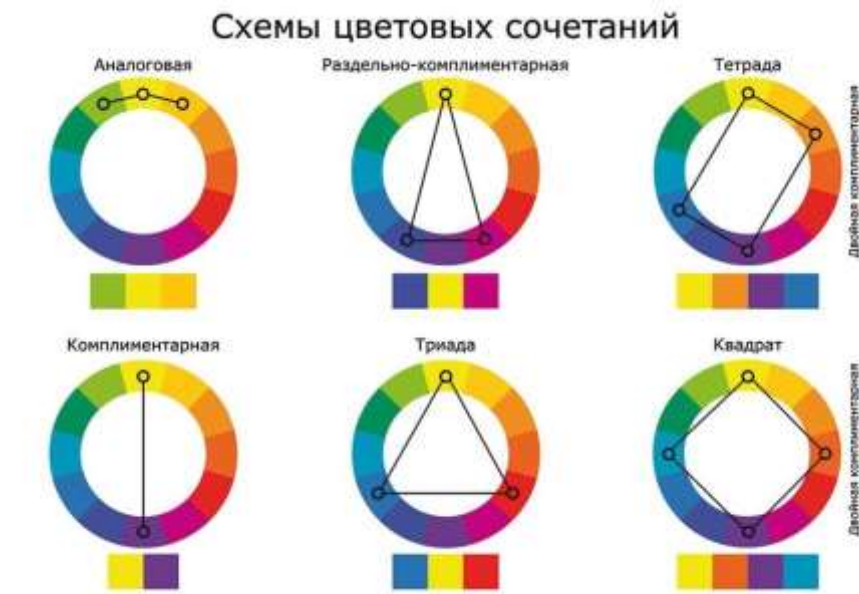 Схемы цветовых сочетаний
Аналоговая
Раздельно-комплиментарная
Тетрада
Двойная комплиментарная
Комплиментарная
Триада
Квадрат
Двойная комплиментарная